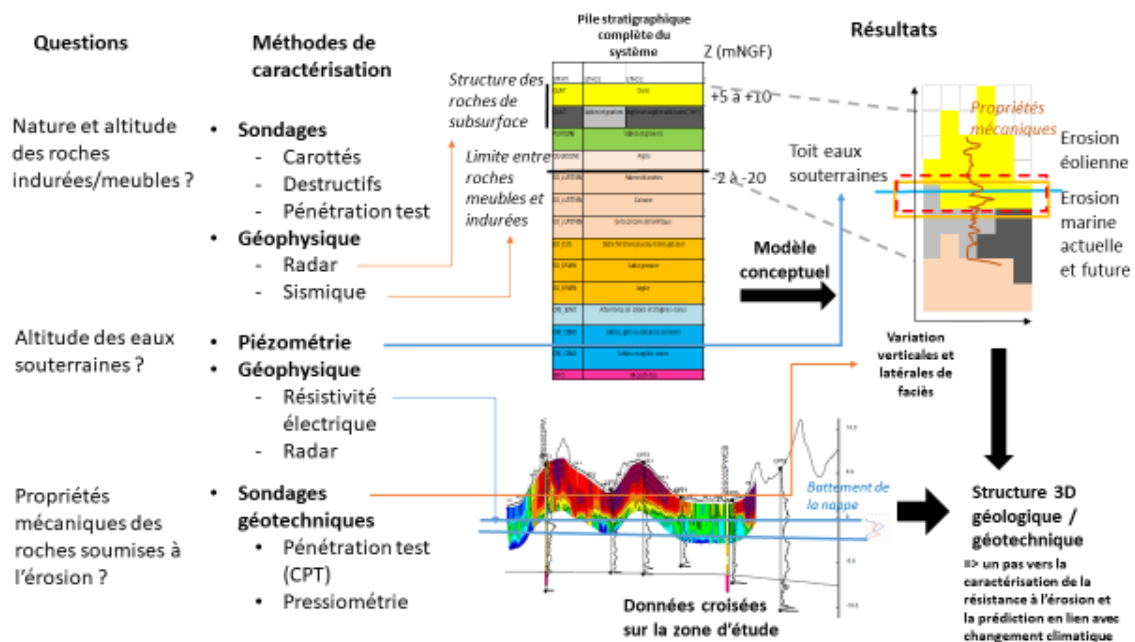 Questions
Nature et altitude
des roches
indurées/meubles ?
Altitude des eaux
souterraines ?
Propriétés
mécaniques des
roches soumises à
l'érosion ?
Méthodes de
caractérisation
• Sondages
- Carottés
- Destructifs
- Pénétration test
• Géophysique
- Radar
- Sismique
• Piézométrie
• Géophysique
- Résistivité
électrique
- Radar
• Sondages
géotechniques
• Pénétration test
(CPT)
• Pressiométrie
Structure des
roches de
subsurface
Limite entre
roches
meubles et
indurées
Pile stratigraphique
complète du
système
Z (mNGF)
+5 à +10
-2 à -20
Argile
Calcaire
Argile
Modèle
conceptuel
Battement de
la nappe
Données croisées
sur la zone d'étude
Résultats
Propriétés
mécaniques
Toit eaux
souterraines
Erosion
éolienne
Erosion
marine
actuelle
et future
Variation
verticales et
latérales de
faciès
Structure 3D
géologique /
géotechnique
=> un pas vers la
caractérisation de la
résistance à l'érosion et
la prédiction en lien avec
changement climatique